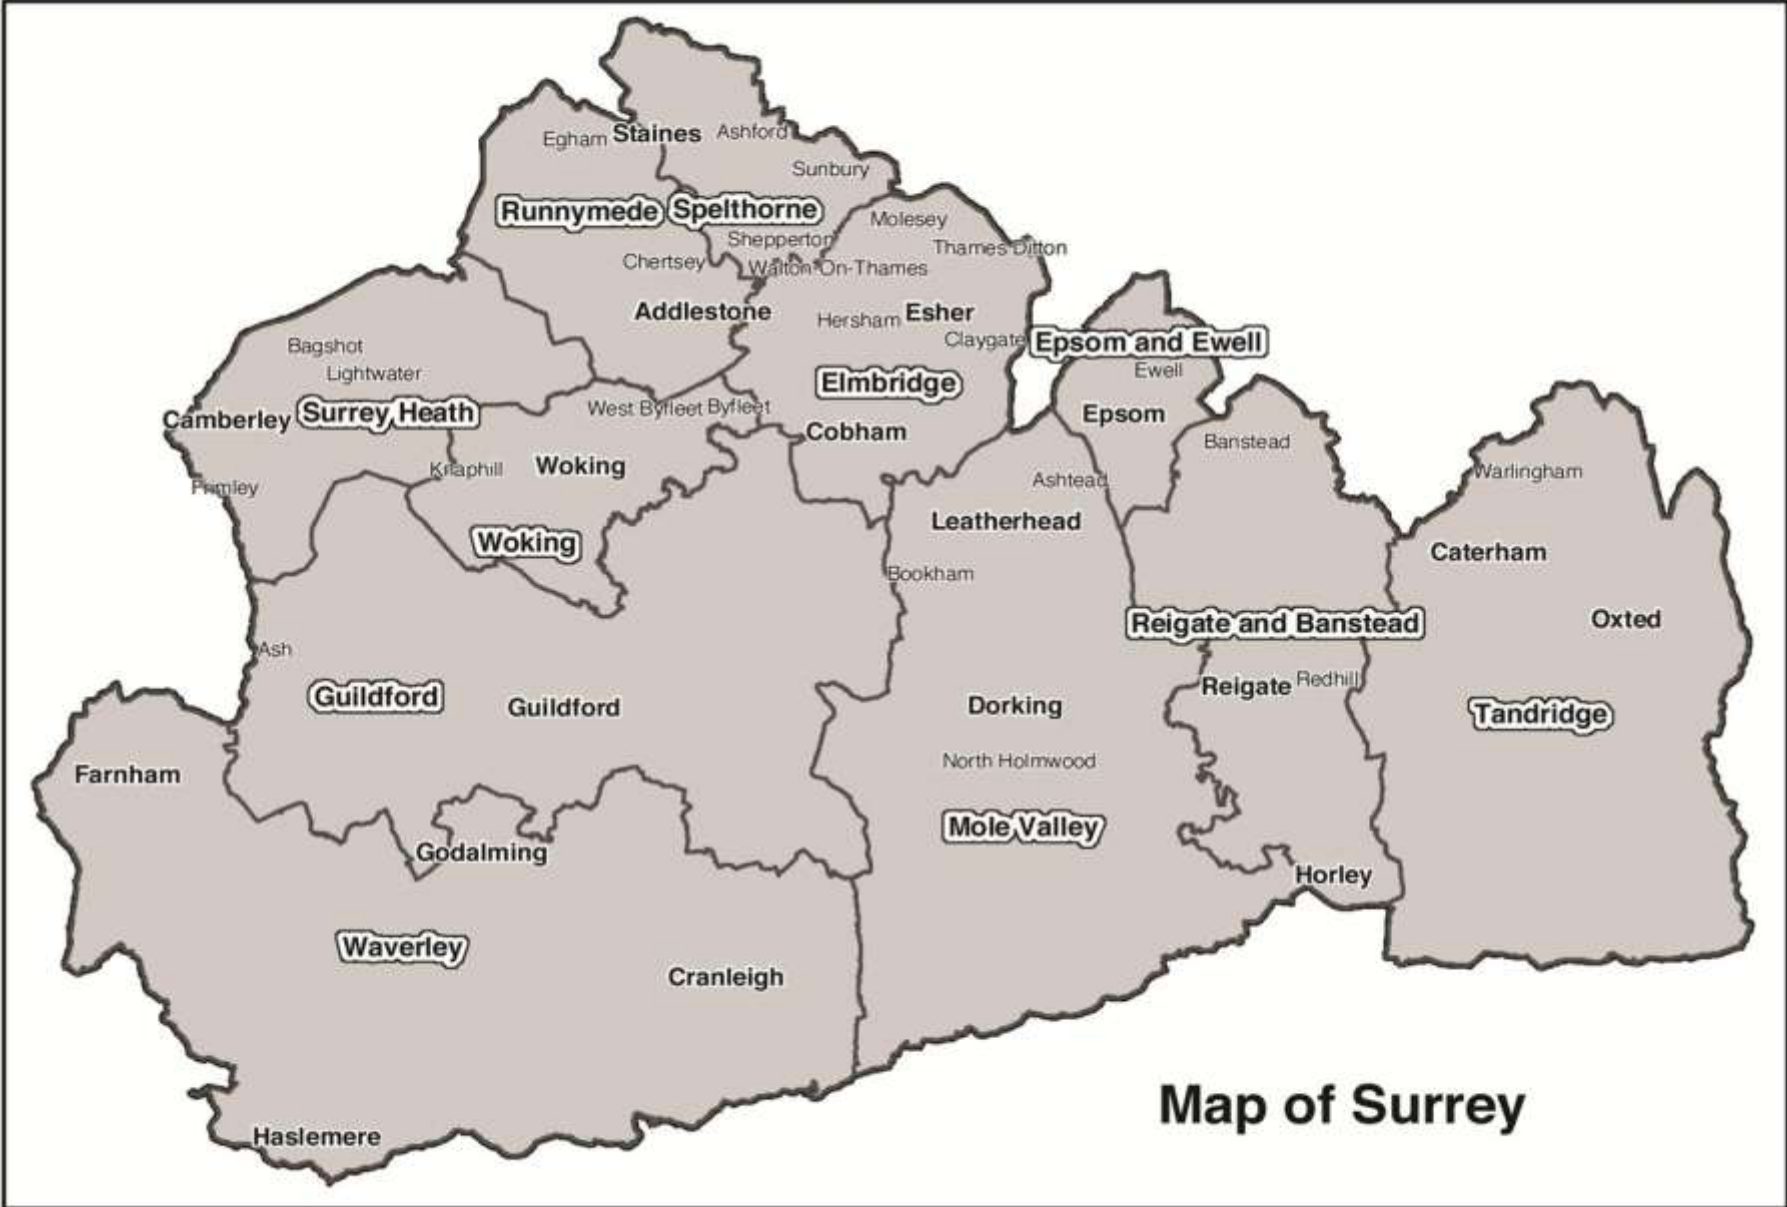 Egham
Staines
Ashford
Sunbury
Runnymede
Spelthorne
Molesey
Shepperton
Thames Ditton
Chertsey
Walton-On-Thames
Addlestone
Hersham
Esher
Claygate
Epsom and Ewell
Bagshot
Lightwater
Ewell
Elmbridge
Camberley
Surrey Heath
West Byfleet
Byfleet
Epsom
Cobham
Banstead
Knaphill
Woking
Ashtead
Warlingham
Frimley
Leatherhead
Woking
Caterham
Bookham
Oxted
Reigate and Banstead
Ash
Reigate
Redhill
Guildford
Guildford
Dorking
Tandridge
North Holmwood
Farnham
Mole Valley
Godalming
Horley
Waverley
Cranleigh
Map of Surrey
Haslemere